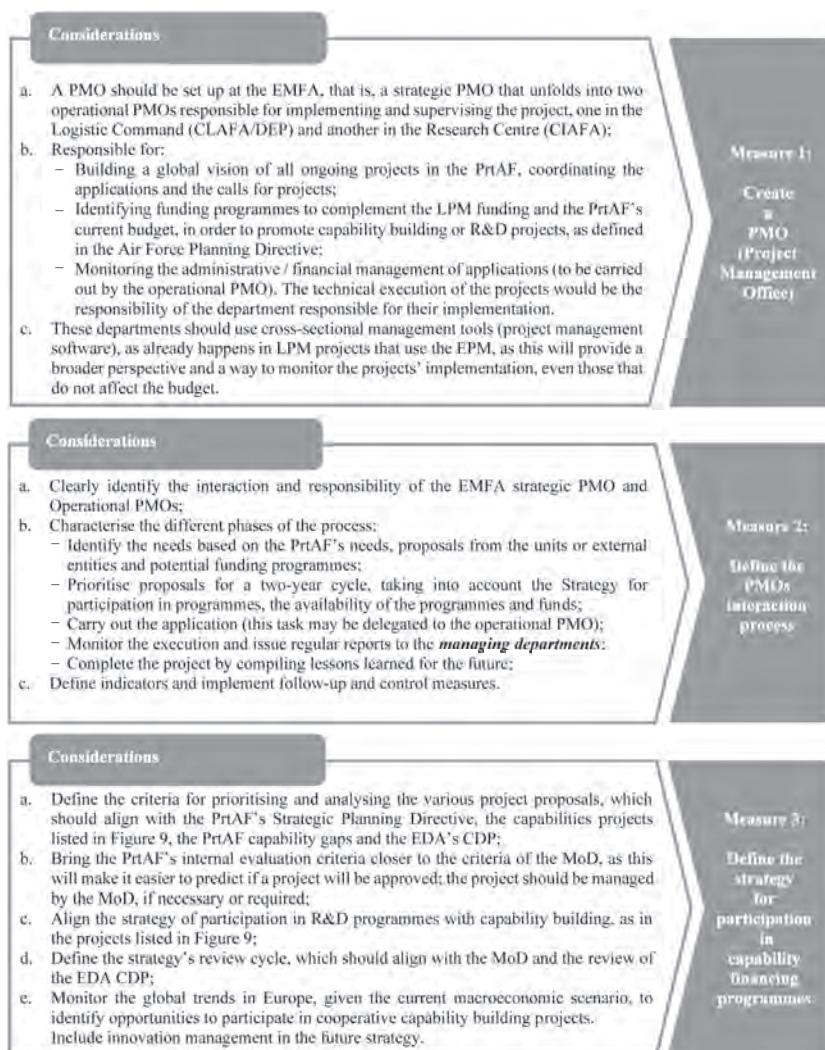 Considerations
a. A PMO should be set up at the EMFA, that is, a strategic PMO that unfolds into two
operational PMOs responsible for implementing and supervising the project, one in the
Logistic Command (CLAFA/DEP) and another in the Research Centre (CIAFA);
b. Responsible for:
– Building a global vision of all ongoing projects in the PrtAF, coordinating the
applications and the calls for projects;
– Identifying funding programmes to complement the LPM funding and the PrtAF's
current budget, in order to promote capability building or R&D projects, as defined
in the Air Force Planning Directive;
– Monitoring the administrative / financial management of applications (to be carried
out by the operational PMO). The technical execution of the projects would be the
responsibility of the department responsible for their implementation.
c. These departments should use cross-sectional management tools (project management
software), as already happens in LPM projects that use the EPM, as this will provide a
broader perspective and a way to monitor the projects' implementation, even those that
do not affect the budget.
Measure 1:
Create
a
PMO
(Project
Management
Office)
Considerations
a. Clearly identify the interaction and responsibility of the EMFA strategic PMO and
Operational PMOs;
b. Characterise the different phases of the process:
– Identify the needs based on the PrtAF's needs, proposals from the units or external
entities and potential funding programmes;
– Prioritise proposals for a two-year cycle, taking into account the Strategy for
participation in programmes, the availability of the programmes and funds;
– Carry out the application (this task may be delegated to the operational PMO);
– Monitor the execution and issue regular reports to the managing departments;
– Complete the project by compiling lessons learned for the future;
c. Define indicators and implement follow-up and control measures.
Measure 2:
Define the
PMOs
interaction
process
Considerations
a. Define the criteria for prioritising and analysing the various project proposals, which
should align with the PrtAF's Strategic Planning Directive, the capabilities projects
listed in Figure 9, the PrtAF capability gaps and the EDA's CDP;
b. Bring the PrtAF's internal evaluation criteria closer to the criteria of the MoD, as this
will make it easier to predict if a project will be approved; the project should be managed
by the MoD, if necessary or required;
c. Align the strategy of participation in R&D programmes with capability building, as in
the projects listed in Figure 9;
d. Define the strategy's review cycle, which should align with the MoD and the review of
the EDA CDP;
e. Monitor the global trends in Europe, given the current macroeconomic scenario, to
identify opportunities to participate in cooperative capability building projects.
Include innovation management in the future strategy.
Measure 3:
Define the
strategy
for
participation
in
capability
financing
programmes